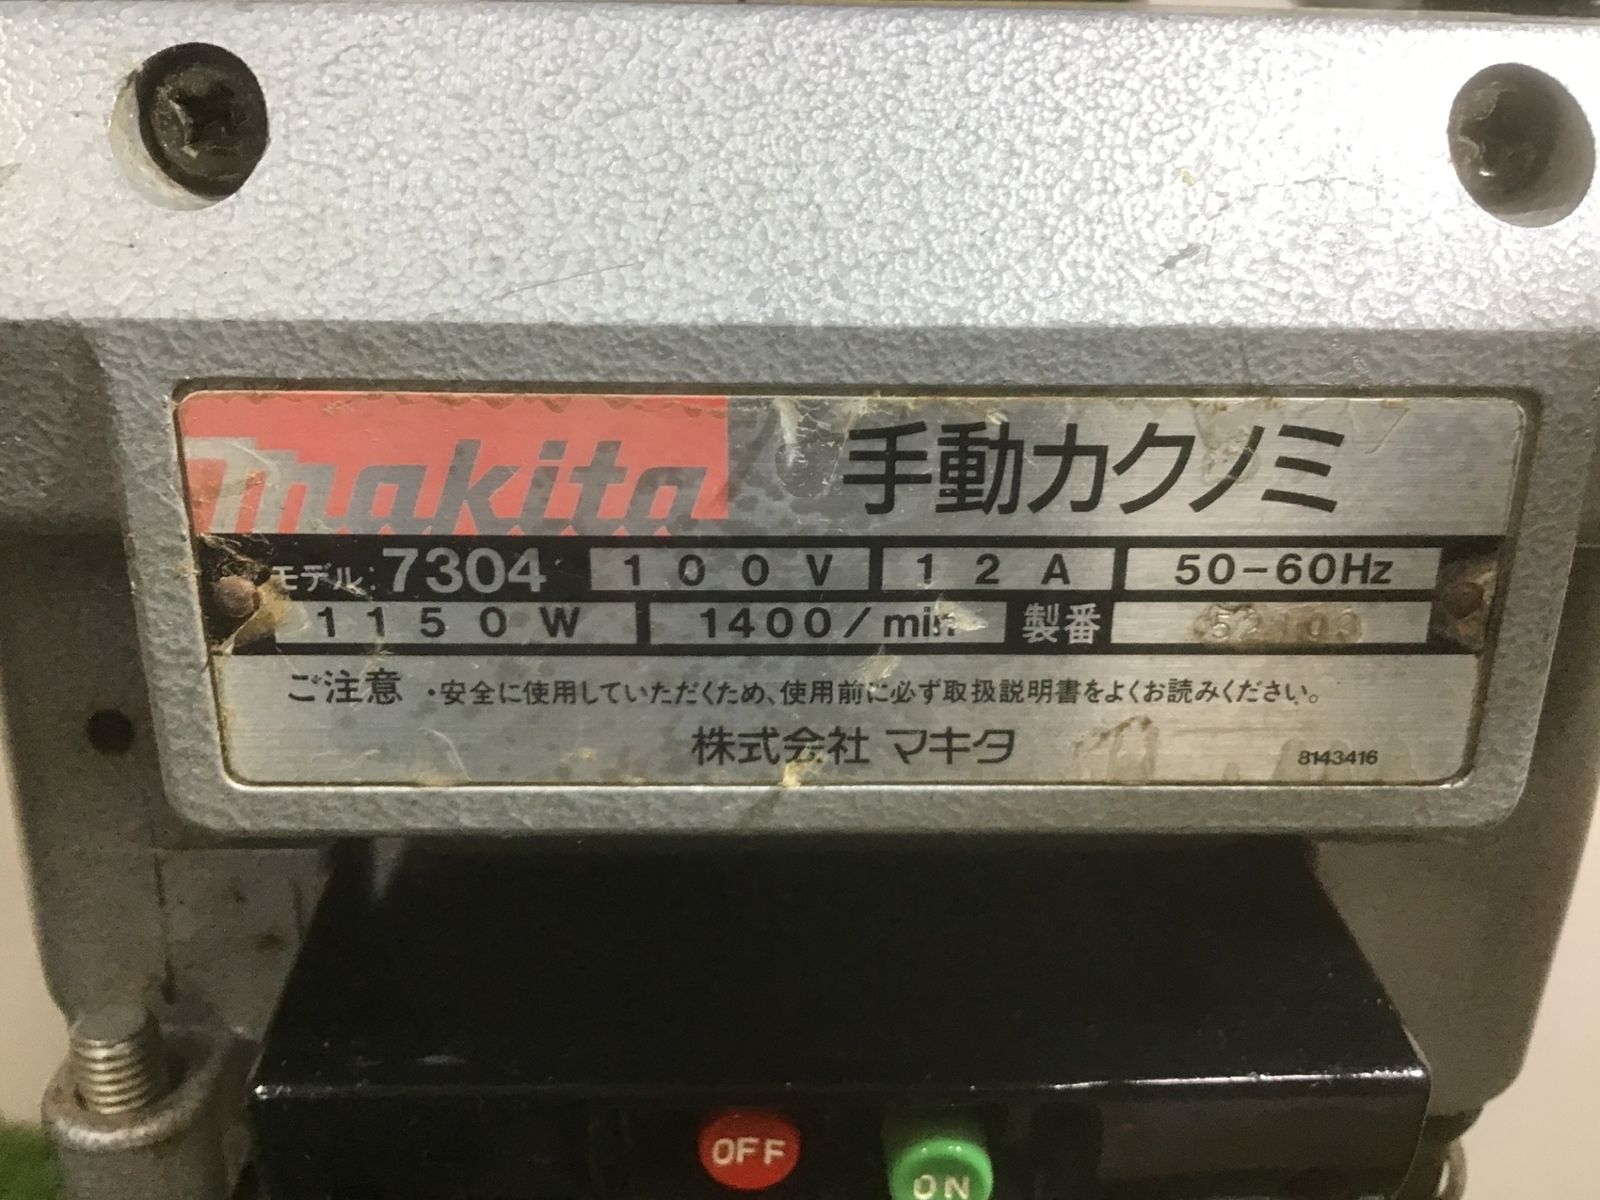 makita 手動カクノミ
モデル: 7304 100V 12A 50-60Hz
1150W 1400/min 製番
ご注意 ・安全に使用していただくため、使用前に必ず取扱説明書をよくお読みください。
株式会社 マキタ 8143416
OFF
ON